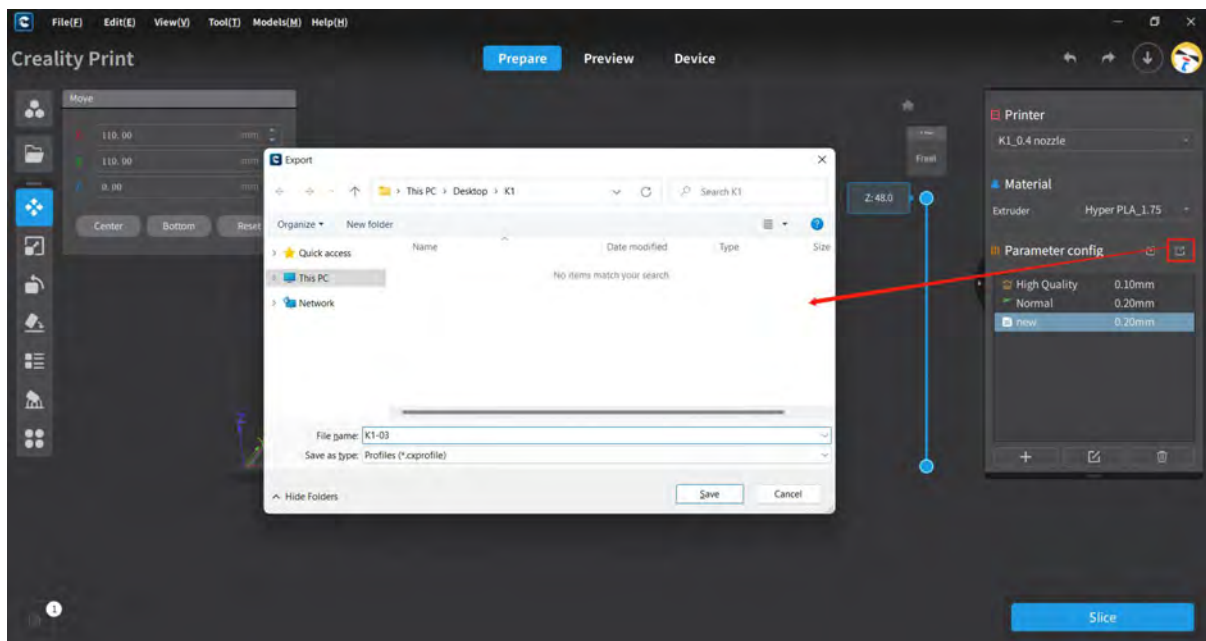 File(F) Edit(E) View(V) Tool(T) Models(M) Help(H)
Creality Print
Prepare Preview Device
Move
110.00 mm
110.00 mm
0.00 mm
Center Bottom Reset
Export
This PC > Desktop > K1
Search K1
Organize New folder
Name Date modified Type Size
Quick access
This PC
Network
No items match your search.
File name: K1-03
Save as type: Profiles (*.cxprofile)
Hide Folders
Save Cancel
Z: 48.0
Printer
K1_0.4 nozzle
Material
Extruder Hyper PLA_1.75
Parameter config
High Quality 0.10mm
Normal 0.20mm
new 0.20mm
1
Slice